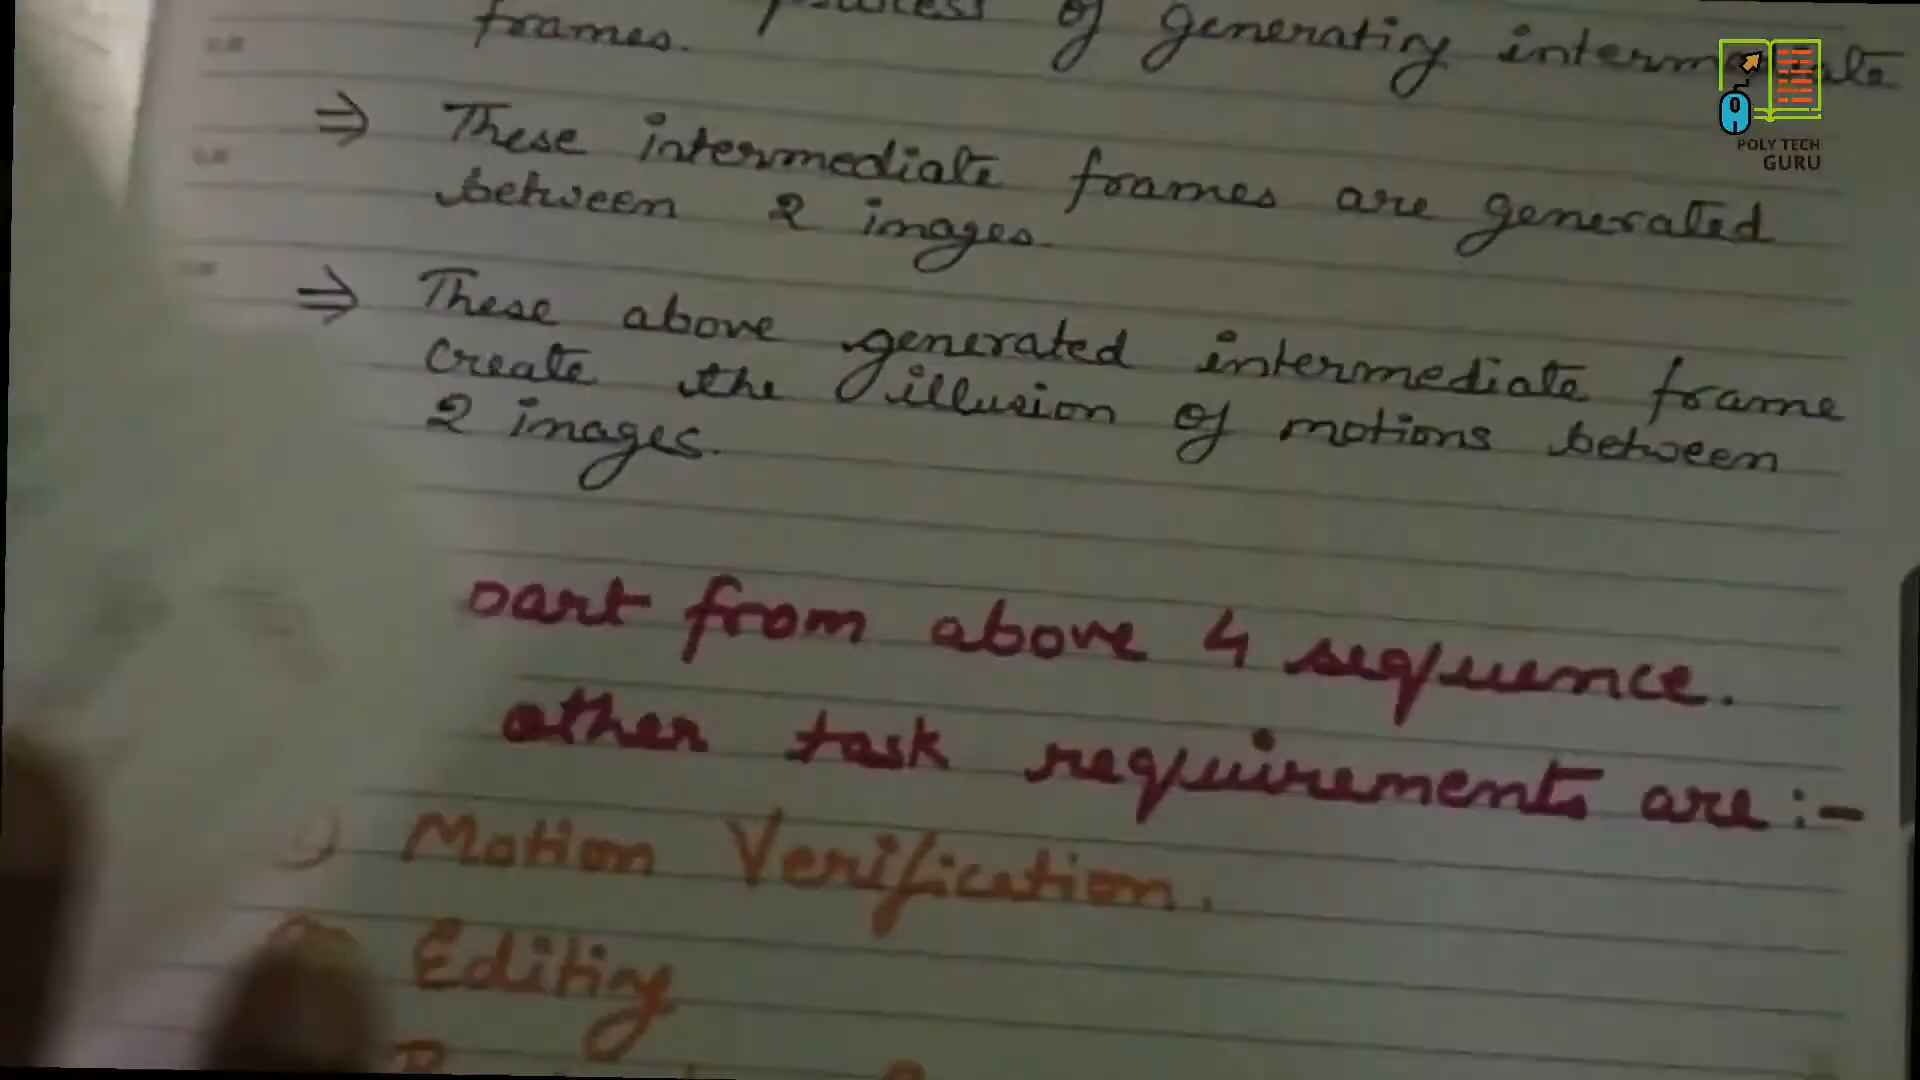 process of generating intermediate
frames.
⇒ These intermediate frames are generated
between 2 images.
⇒ These above generated intermediate frame
create the illusion of motions between
2 images.
part from above 4 sequence.
other task requirements are:-
Motion Verification.
Editing
POLY TECH
GURU